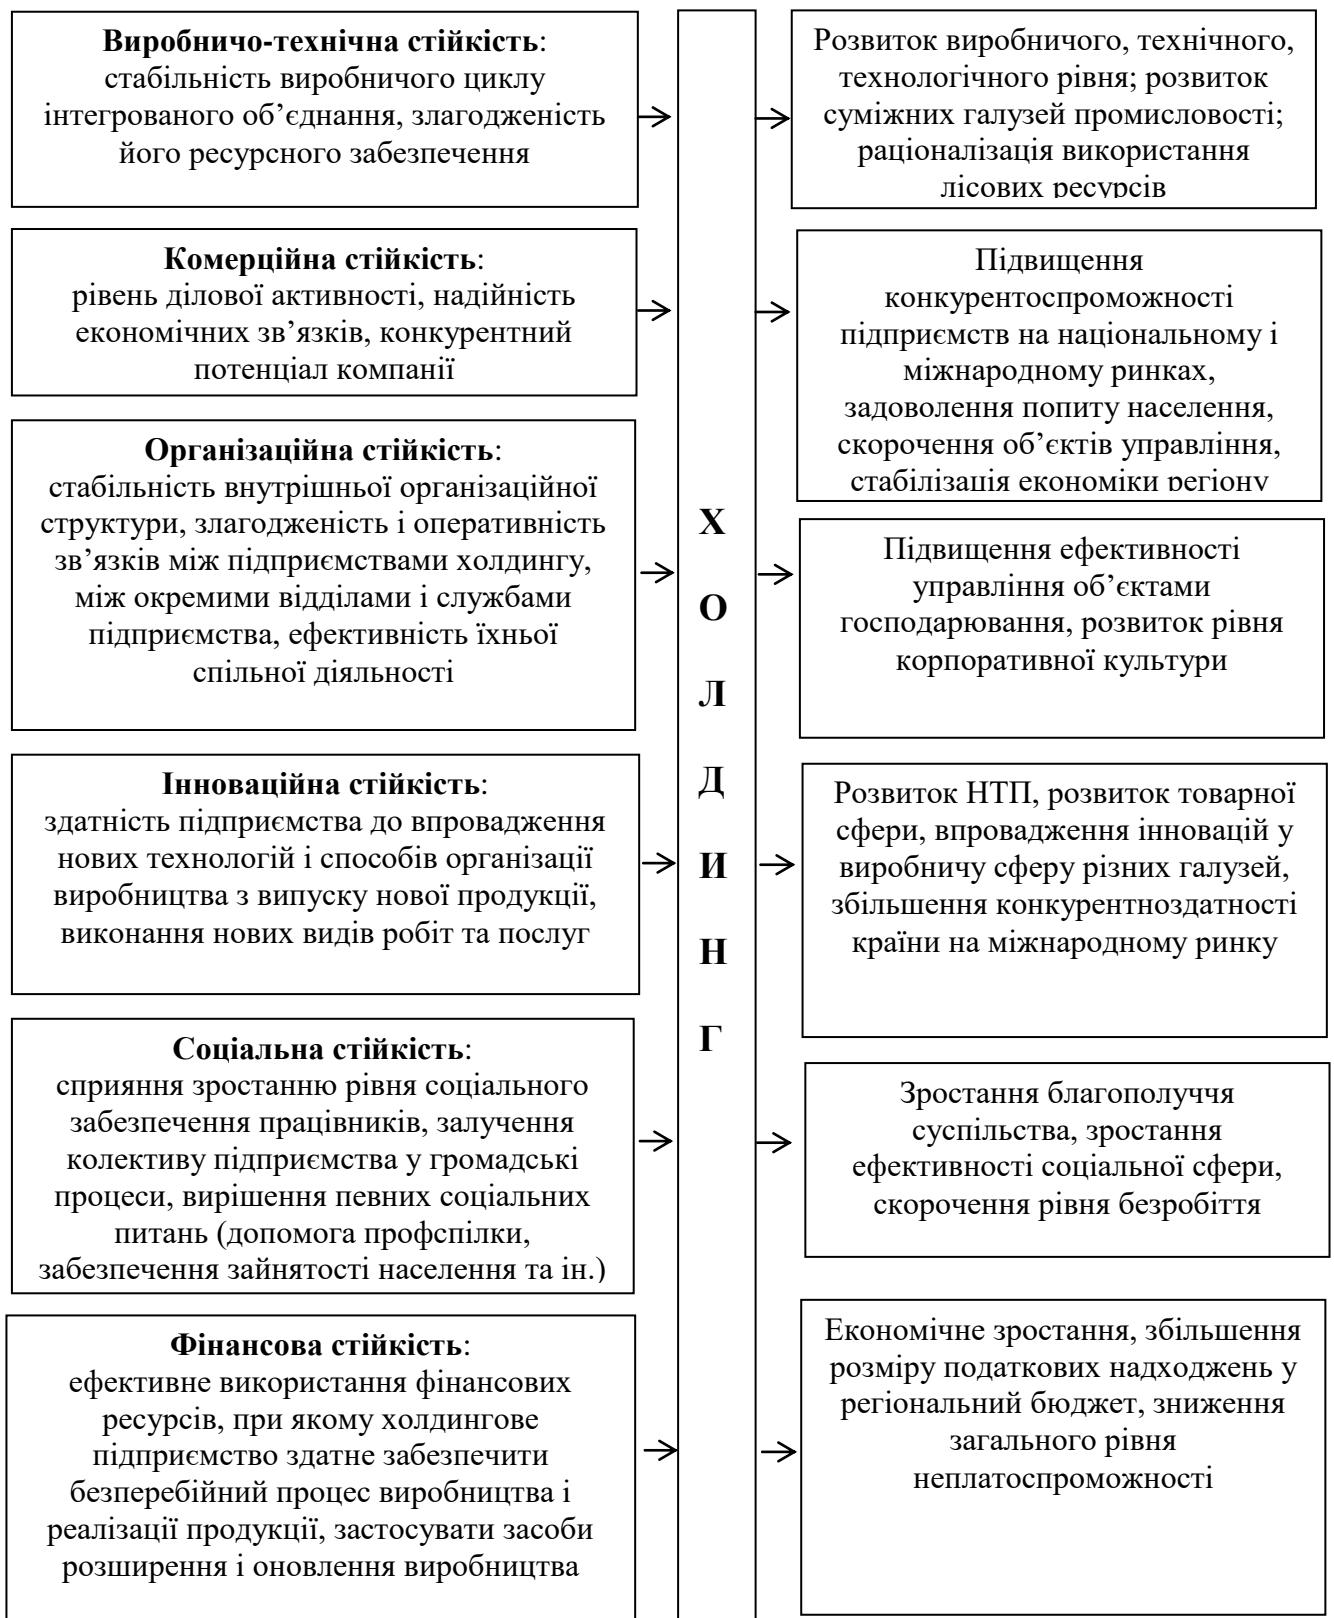 Виробничо-технічна стійкість:
стабільність виробничого циклу
інтегрованого об’єднання, злагодженість
його ресурсного забезпечення
Розвиток виробничого, технічного,
технологічного рівня; розвиток
суміжних галузей промисловості;
раціоналізація використання
лісових ресурсів
Комерційна стійкість:
рівень ділової активності, надійність
економічних зв’язків, конкурентний
потенціал компанії
Підвищення
конкурентоспроможності
підприємств на національному і
міжнародному ринках,
задоволення попиту населення,
скорочення об’єктів управління,
стабілізація економіки регіону
Організаційна стійкість:
стабільність внутрішньої організаційної
структури, злагодженість і оперативність
зв’язків між підприємствами холдингу,
між окремими відділами і службами
підприємства, ефективність їхньої
спільної діяльності
Х
О
Л
Д
И
Н
Г
Підвищення ефективності
управління об’єктами
господарювання, розвиток рівня
корпоративної культури
Інноваційна стійкість:
здатність підприємства до впровадження
нових технологій і способів організації
виробництва з випуску нової продукції,
виконання нових видів робіт та послуг
Розвиток НТП, розвиток товарної
сфери, впровадження інновацій у
виробничу сферу різних галузей,
збільшення конкурентноздатності
країни на міжнародному ринку
Соціальна стійкість:
сприяння зростанню рівня соціального
забезпечення працівників, залучення
колективу підприємства у громадські
процеси, вирішення певних соціальних
питань (допомога профспілки,
забезпечення зайнятості населення та ін.)
Зростання благополуччя
суспільства, зростання
ефективності соціальної сфери,
скорочення рівня безробіття
Фінансова стійкість:
ефективне використання фінансових
ресурсів, при якому холдингове
підприємство здатне забезпечити
безперебійний процес виробництва і
реалізації продукції, застосувати засоби
розширення і оновлення виробництва
Економічне зростання, збільшення
розміру податкових надходжень у
регіональний бюджет, зниження
загального рівня
неплатоспроможності